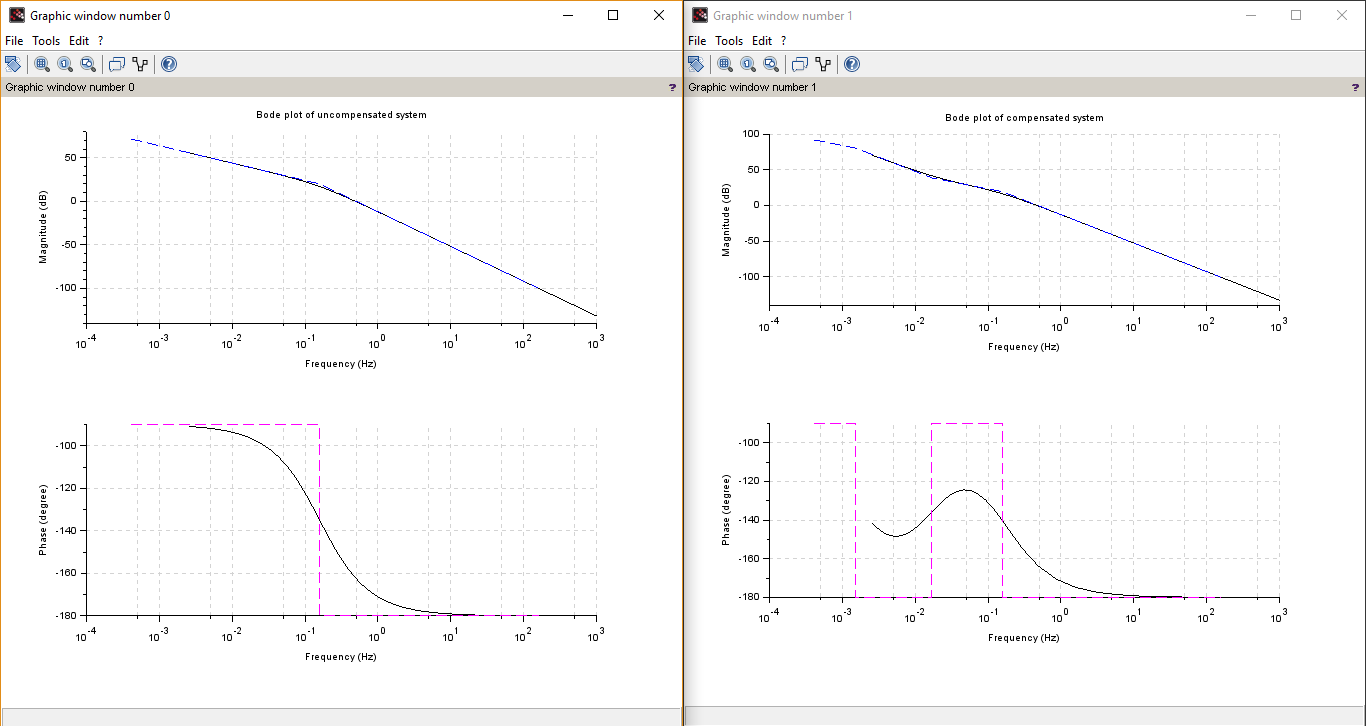 Graphic window number 0
File Tools Edit ?
Graphic window number 0 ?
Bode plot of uncompensated system
Magnitude (dB)
50
0
-50
-100
10^-4 10^-3 10^-2 10^-1 10^0 10^1 10^2 10^3
Frequency (Hz)
Phase (degree)
-100
-120
-140
-160
-180
10^-4 10^-3 10^-2 10^-1 10^0 10^1 10^2 10^3
Frequency (Hz)
Graphic window number 1
File Tools Edit ?
Graphic window number 1 ?
Bode plot of compensated system
Magnitude (dB)
100
50
0
-50
-100
10^-4 10^-3 10^-2 10^-1 10^0 10^1 10^2 10^3
Frequency (Hz)
Phase (degree)
-100
-120
-140
-160
-180
10^-4 10^-3 10^-2 10^-1 10^0 10^1 10^2 10^3
Frequency (Hz)